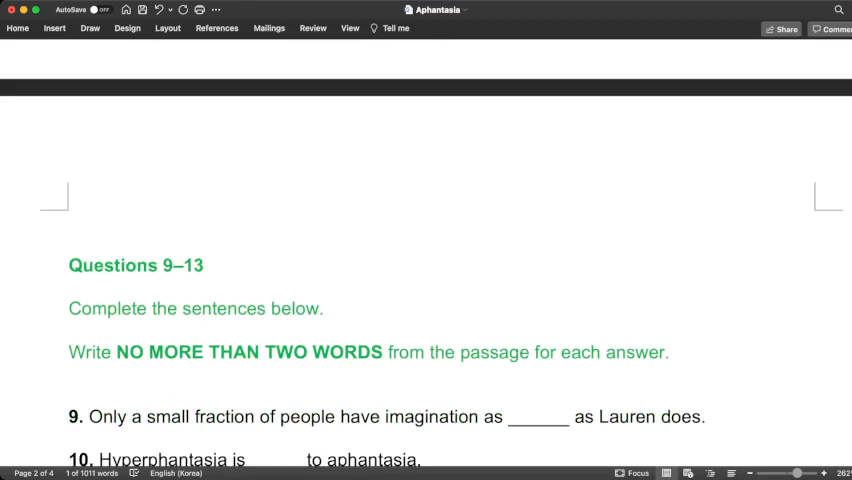 AutoSave OFF
Aphantasia
Home Insert Draw Design Layout References Mailings Review View Tell me
Share
Questions 9–13
Complete the sentences below.
Write NO MORE THAN TWO WORDS from the passage for each answer.
9. Only a small fraction of people have imagination as ______ as Lauren does.
10. Hyperphantasia is ______ to aphantasia.
Page 2 of 4 1 of 1011 words English (Korea) Focus